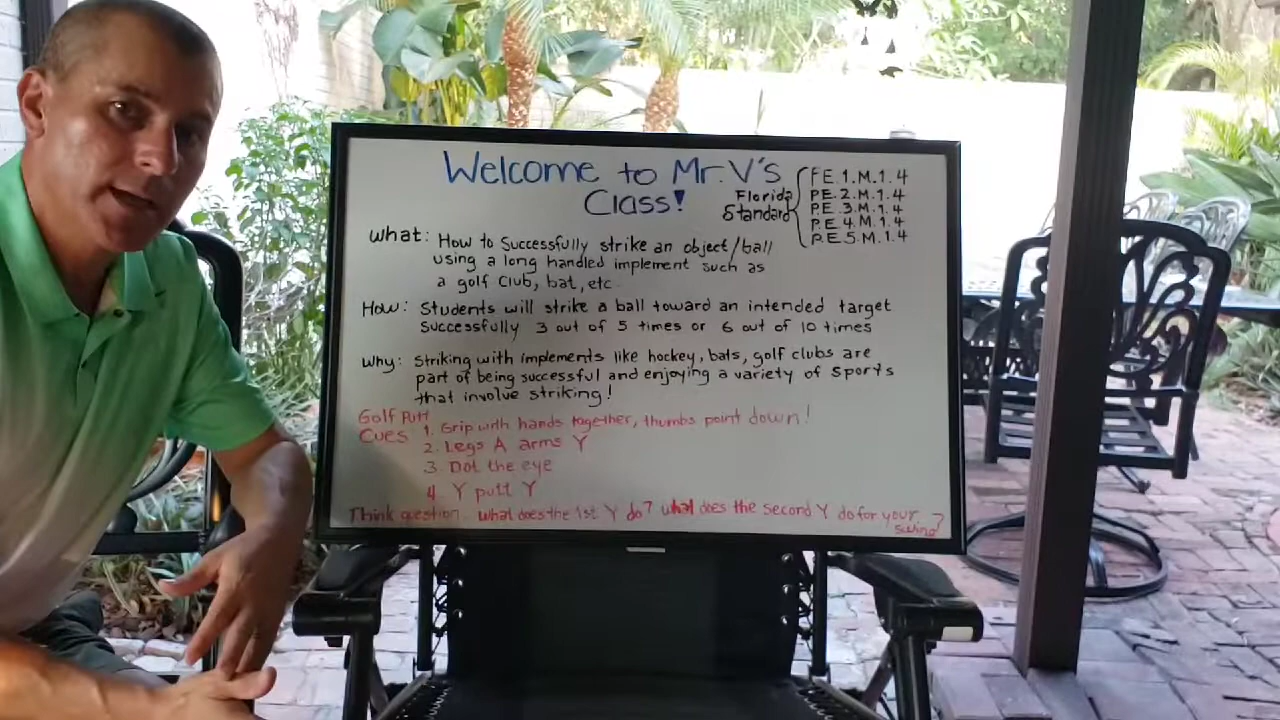 Welcome to Mr. V's
Class!
Florida
Standard
PE.1.M.1.4
PE.2.M.1.4
PE.3.M.1.4
PE 4.M.1.4
PE5.M.1.4
What: How to Successfully strike an object/ball
using a long handled implement such as
a golf Club, bat, etc.
How: Students will strike a ball toward an intended target
Successfully 3 out of 5 times or 6 out of 10 times
Why: Striking with implements like hockey, bats, golf clubs are
part of being successful and enjoying a variety of Sports
that involve striking!
Golf Putt
Cues
1. Grip with hands together, thumbs point down!
2. Legs A arms Y
3. Dot the eye
4 Y putt Y
Think question. What does the 1st Y do? What does the second Y do for your
swing?